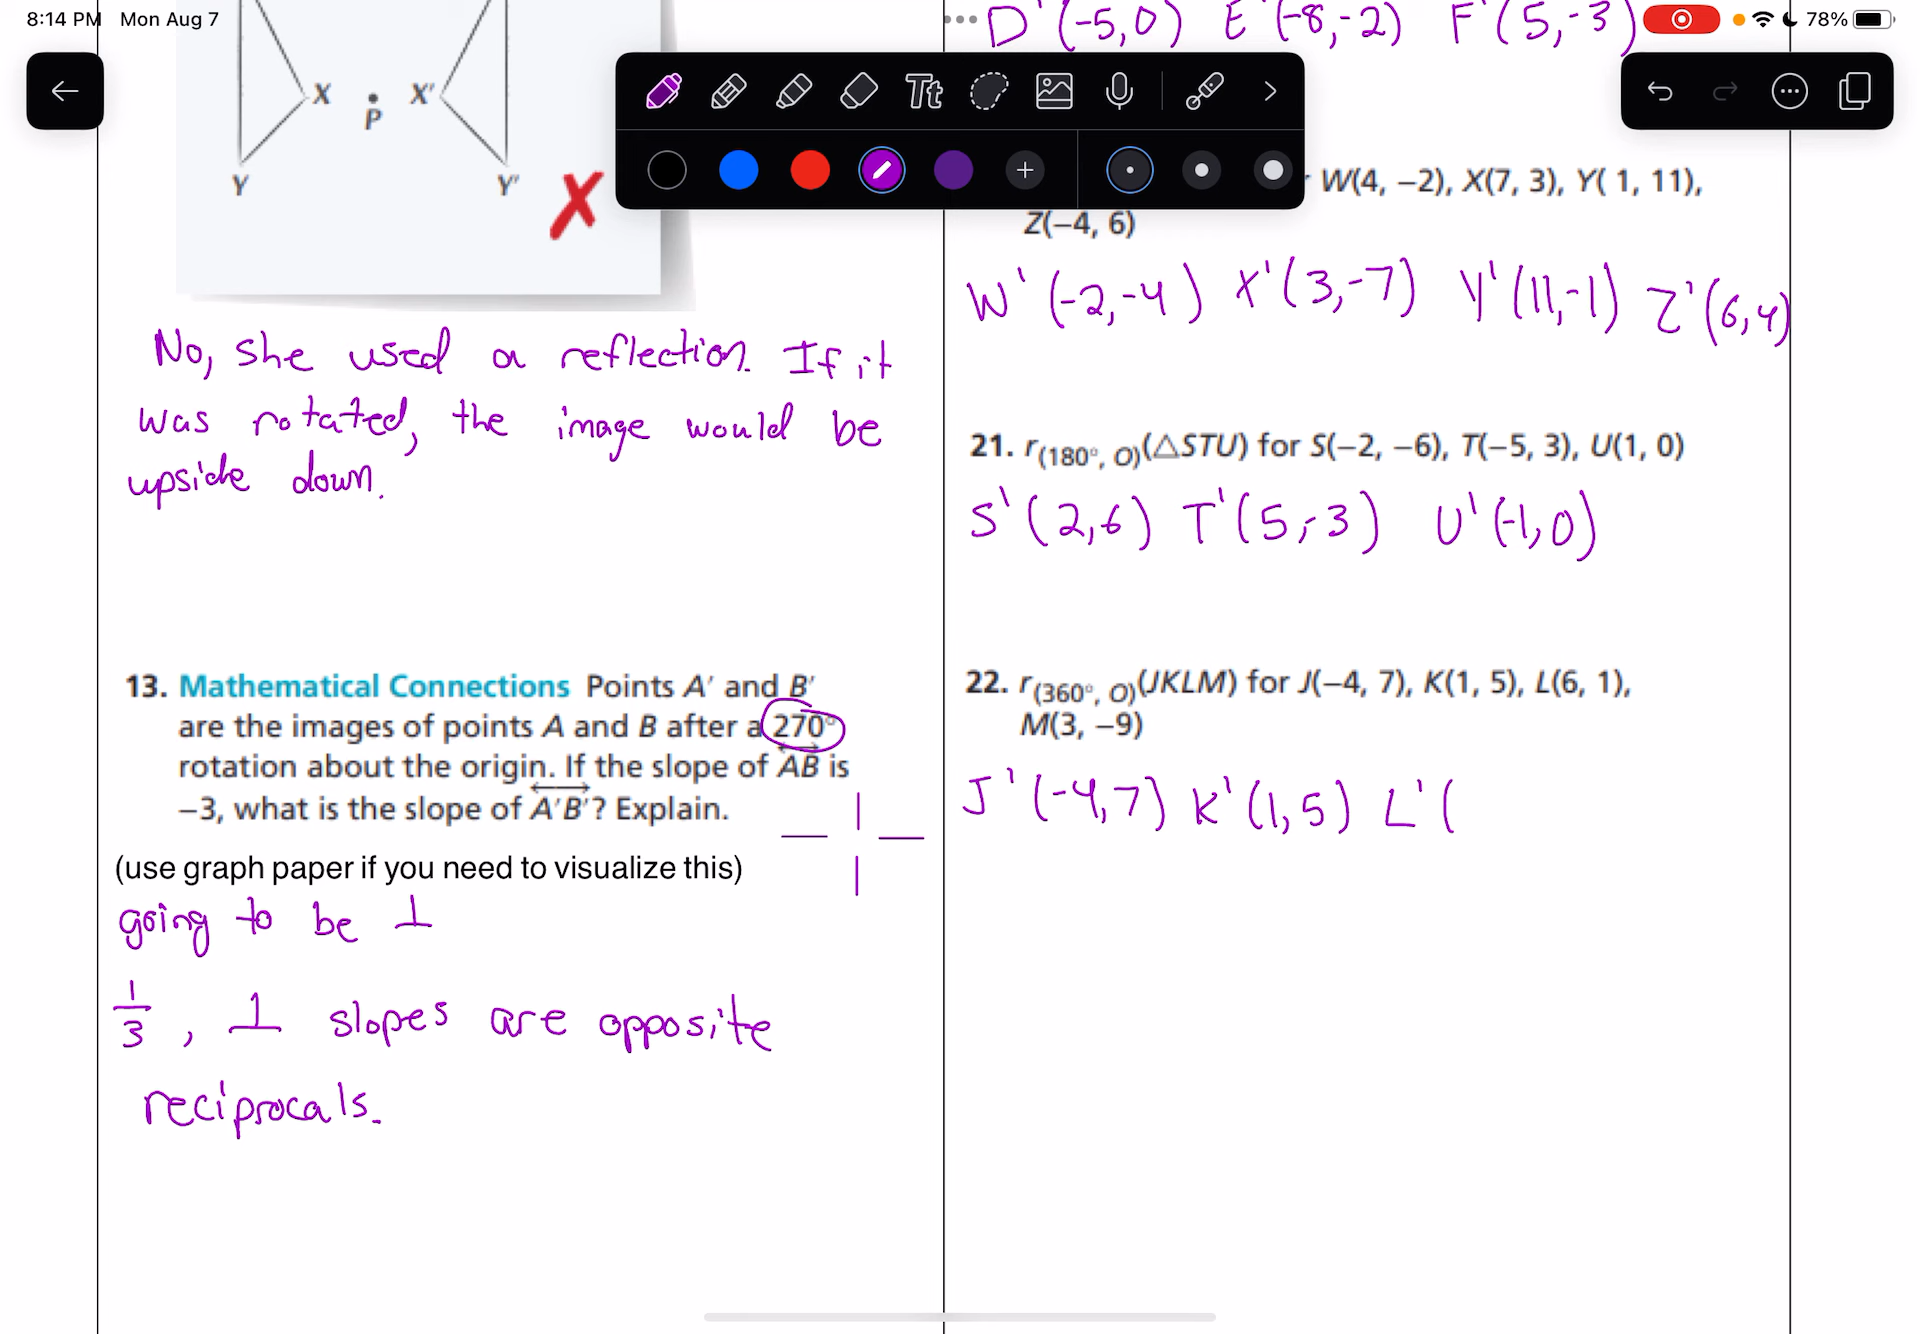 8:14 PM Mon Aug 7
78%
X P X'
Y Y'
Tt
No, she used a reflection. If it
was rotated, the image would be
upside down.
13. Mathematical Connections Points A' and B'
are the images of points A and B after a 270°
rotation about the origin. If the slope of AB is
−3, what is the slope of A'B'? Explain.
(use graph paper if you need to visualize this)
going to be ⊥
1/3, ⊥ slopes are opposite
reciprocals.
D'(-5,0) E'(-8,-2) F'(5,-3)
W(4, −2), X(7, 3), Y( 1, 11),
Z(−4, 6)
W'(-2,-4) X'(3,-7) Y'(11,-1) Z'(6,4)
21. r(180°, O)(△STU) for S(−2, −6), T(−5, 3), U(1, 0)
S'(2,6) T'(5,-3) U'(-1,0)
22. r(360°, O)(JKLM) for J(−4, 7), K(1, 5), L(6, 1),
M(3, −9)
J'(-4,7) K'(1,5) L'(